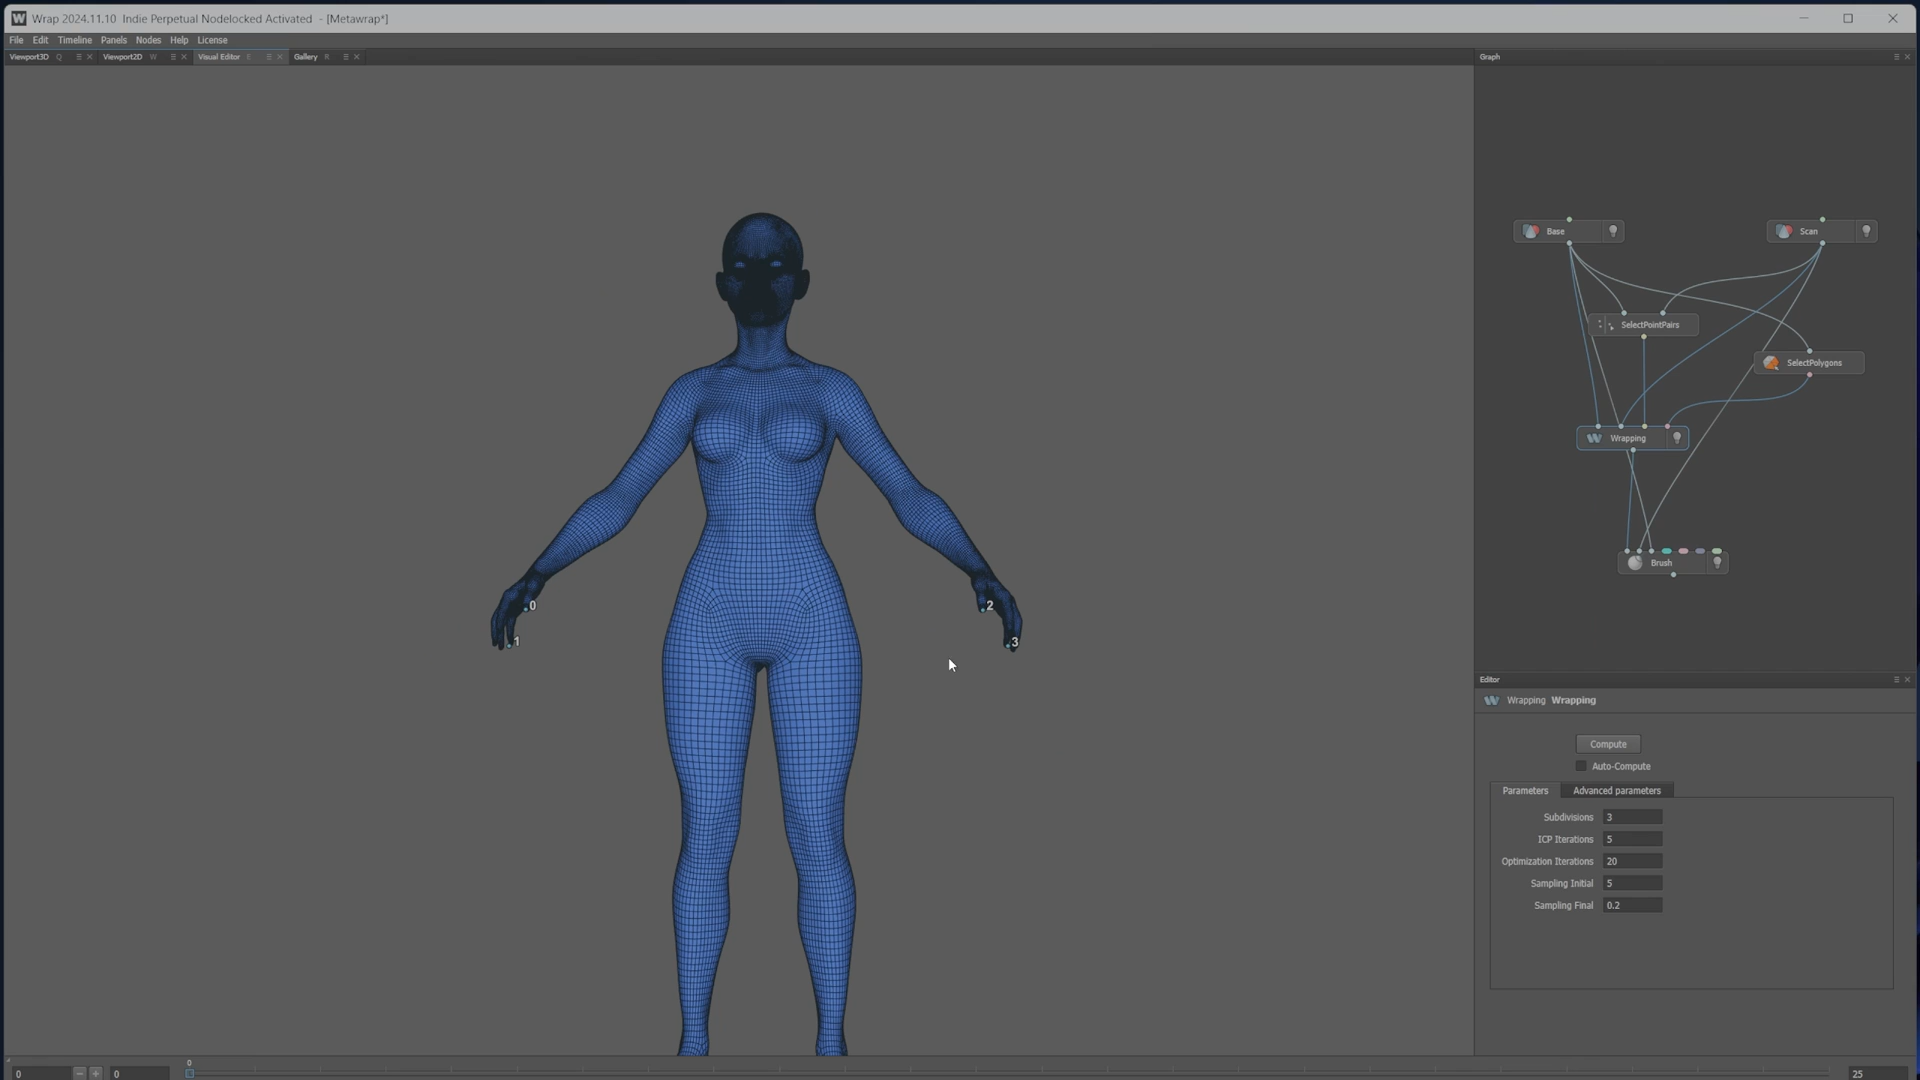 Wrap 2024.11.10 Indie Perpetual Nodelocked Activated - [Metawrap*]
File Edit Timeline Panels Nodes Help License
Viewport3D Q Viewport2D W Visual Editor E Gallery R
Graph
Base
Scan
SelectPointPairs
SelectPolygons
Wrapping
Brush
0
2
1
3
Editor
Wrapping Wrapping
Compute
Auto-Compute
Parameters Advanced parameters
Subdivisions 3
ICP Iterations 5
Optimization Iterations 20
Sampling Initial 5
Sampling Final 0.2
0
0 0 25